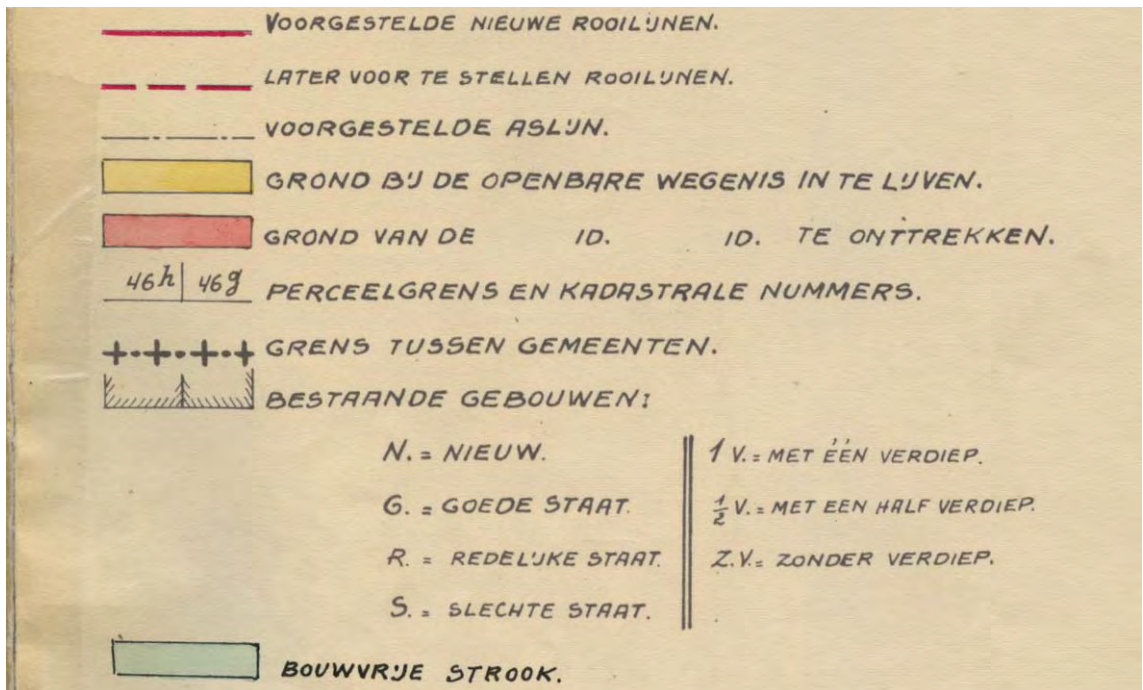 VOORGESTELDE NIEUWE ROOILIJNEN.
LATER VOOR TE STELLEN ROOILIJNEN.
VOORGESTELDE ASLIJN.
GROND BIJ DE OPENBARE WEGENIS IN TE LIJVEN.
GROND VAN DE ID. ID. TE ONTTREKKEN.
46h 46g PERCEELGRENS EN KADASTRALE NUMMERS.
GRENS TUSSEN GEMEENTEN.
BESTAANDE GEBOUWEN:
N. = NIEUW. 1 V. = MET ÉÉN VERDIEP.
G. = GOEDE STAAT. 1/2 V. = MET EEN HALF VERDIEP.
R. = REDELIJKE STAAT. Z.V. = ZONDER VERDIEP.
S. = SLECHTE STAAT.
BOUWVRIJE STROOK.